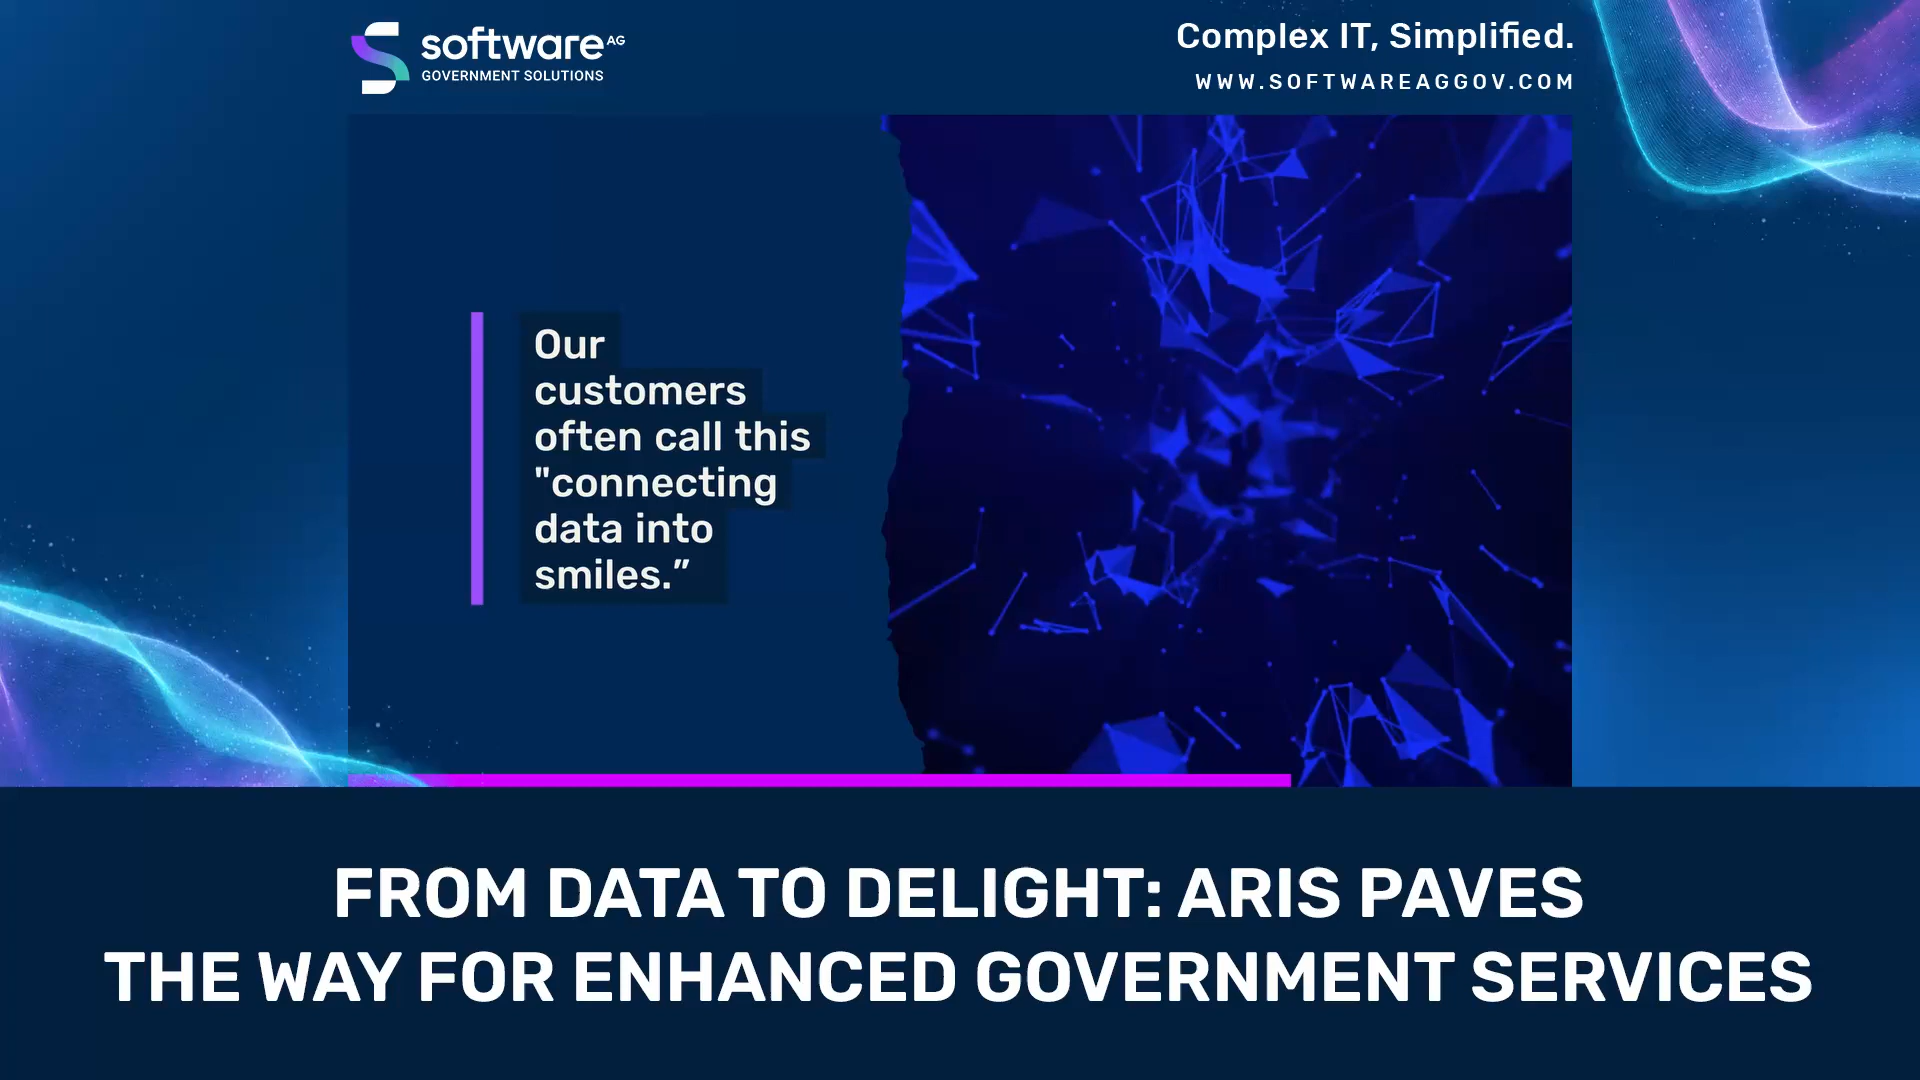 software AG
GOVERNMENT SOLUTIONS
Complex IT, Simplified.
WWW.SOFTWAREAGGOV.COM
Our
customers
often call this
"connecting
data into
smiles.”
FROM DATA TO DELIGHT: ARIS PAVES
THE WAY FOR ENHANCED GOVERNMENT SERVICES